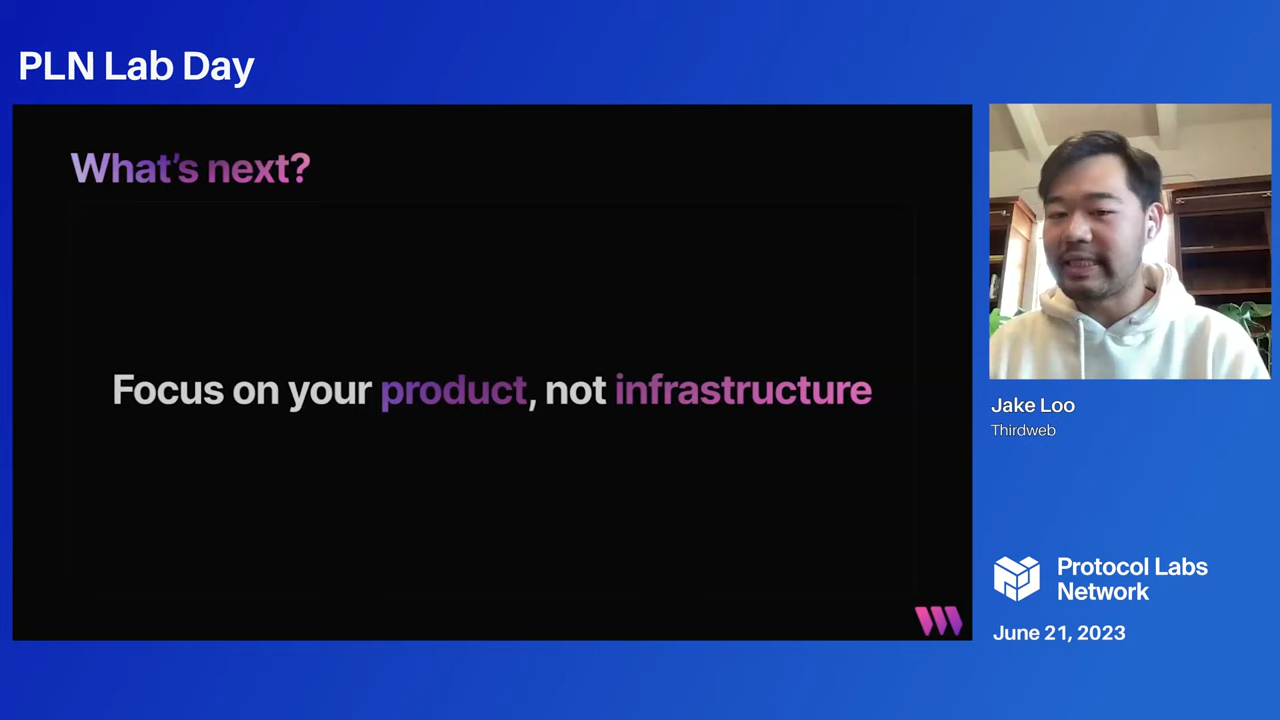 PLN Lab Day
What’s next?
Focus on your product, not infrastructure
Jake Loo
Thirdweb
Protocol Labs
Network
June 21, 2023